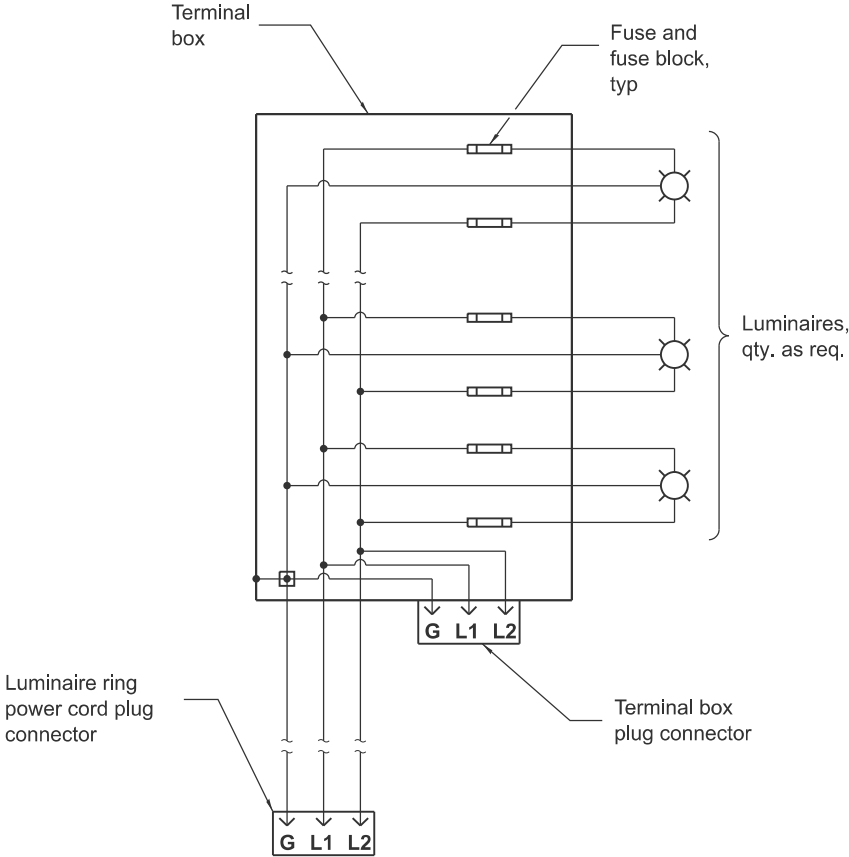 Terminal
box
Fuse and
fuse block,
typ
Luminaires,
qty. as req.
G L1 L2
Luminaire ring
power cord plug
connector
Terminal box
plug connector
G L1 L2